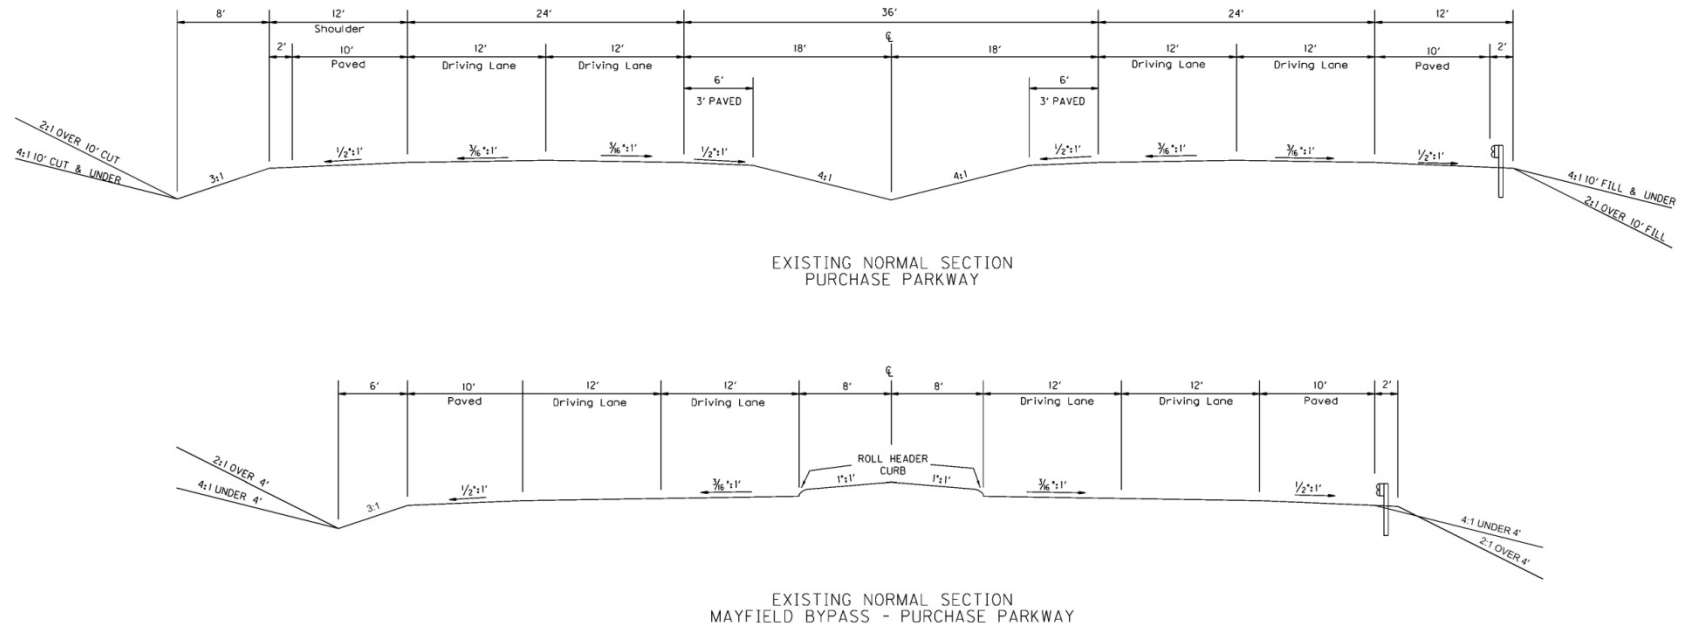 8' 12' 24' 36' 24' 12'
Shoulder
℄
2' 10' 12' 12' 18' 18' 12' 12' 10' 2'
Paved Driving Lane Driving Lane Driving Lane Driving Lane Paved
6' 6'
3' PAVED 3' PAVED
2:1 OVER 10' CUT
4:1 10' CUT & UNDER
3:1 1/2":1' 3/16":1' 3/16":1' 1/2":1' 4:1 4:1 1/2":1' 3/16":1' 3/16":1' 1/2":1'
4:1 10' FILL & UNDER
2:1 OVER 10' FILL
EXISTING NORMAL SECTION
PURCHASE PARKWAY
℄
6' 10' 12' 12' 8' 8' 12' 12' 10' 2'
Paved Driving Lane Driving Lane Driving Lane Driving Lane Paved
ROLL HEADER
CURB
2:1 OVER 4'
4:1 UNDER 4'
3:1 1/2":1' 3/16":1' 1":1' 1":1' 3/16":1' 1/2":1'
4:1 UNDER 4'
2:1 OVER 4'
EXISTING NORMAL SECTION
MAYFIELD BYPASS - PURCHASE PARKWAY